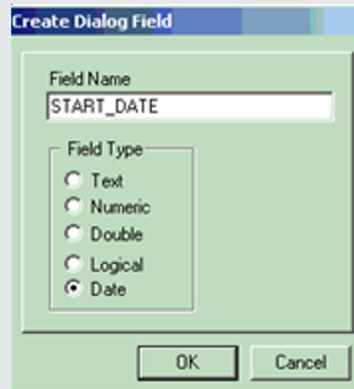 Create Dialog Field
Field Name
START_DATE
Field Type
Text
Numeric
Double
Logical
Date
OK Cancel